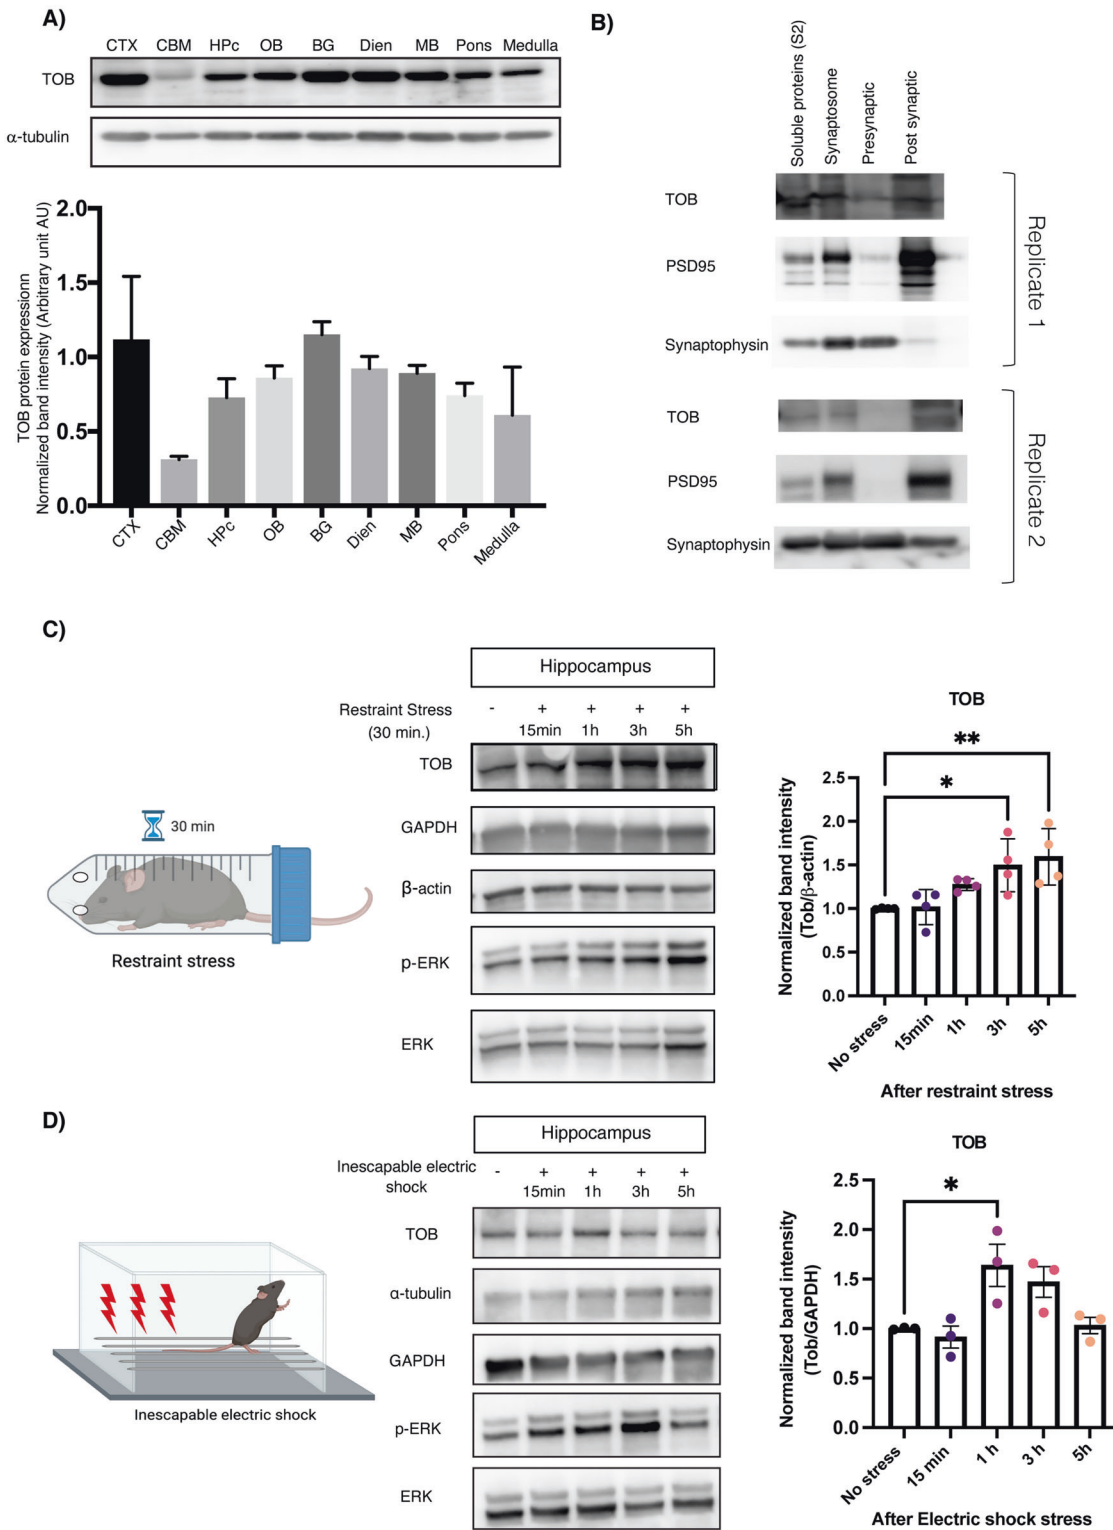 A)
CTX CBM HPc OB BG Dien MB Pons Medulla
TOB
α-tubulin
TOB protein expressionn
Normalized band intensity (Arbitrary unit AU)
2.0
1.5
1.0
0.5
0.0
CTX CBM HPc OB BG Dien MB Pons Medulla
B)
Soluble proteins (S2)
Synaptosome
Presynaptic
Post synaptic
TOB
PSD95
Synaptophysin
Replicate 1
TOB
PSD95
Synaptophysin
Replicate 2
C)
30 min
Restraint stress
Hippocampus
Restraint Stress - + + + +
(30 min.) 15min 1h 3h 5h
TOB
GAPDH
β-actin
p-ERK
ERK
TOB
**
*
Normalized band intensity
(Tob/β-actin)
2.5
2.0
1.5
1.0
0.5
0.0
No stress 15min 1h 3h 5h
After restraint stress
D)
Inescapable electric shock
Hippocampus
Inescapable electric - + + + +
shock 15min 1h 3h 5h
TOB
α-tubulin
GAPDH
p-ERK
ERK
TOB
*
Normalized band intensity
(Tob/GAPDH)
2.5
2.0
1.5
1.0
0.5
0.0
No stress 15 min 1 h 3 h 5h
After Electric shock stress